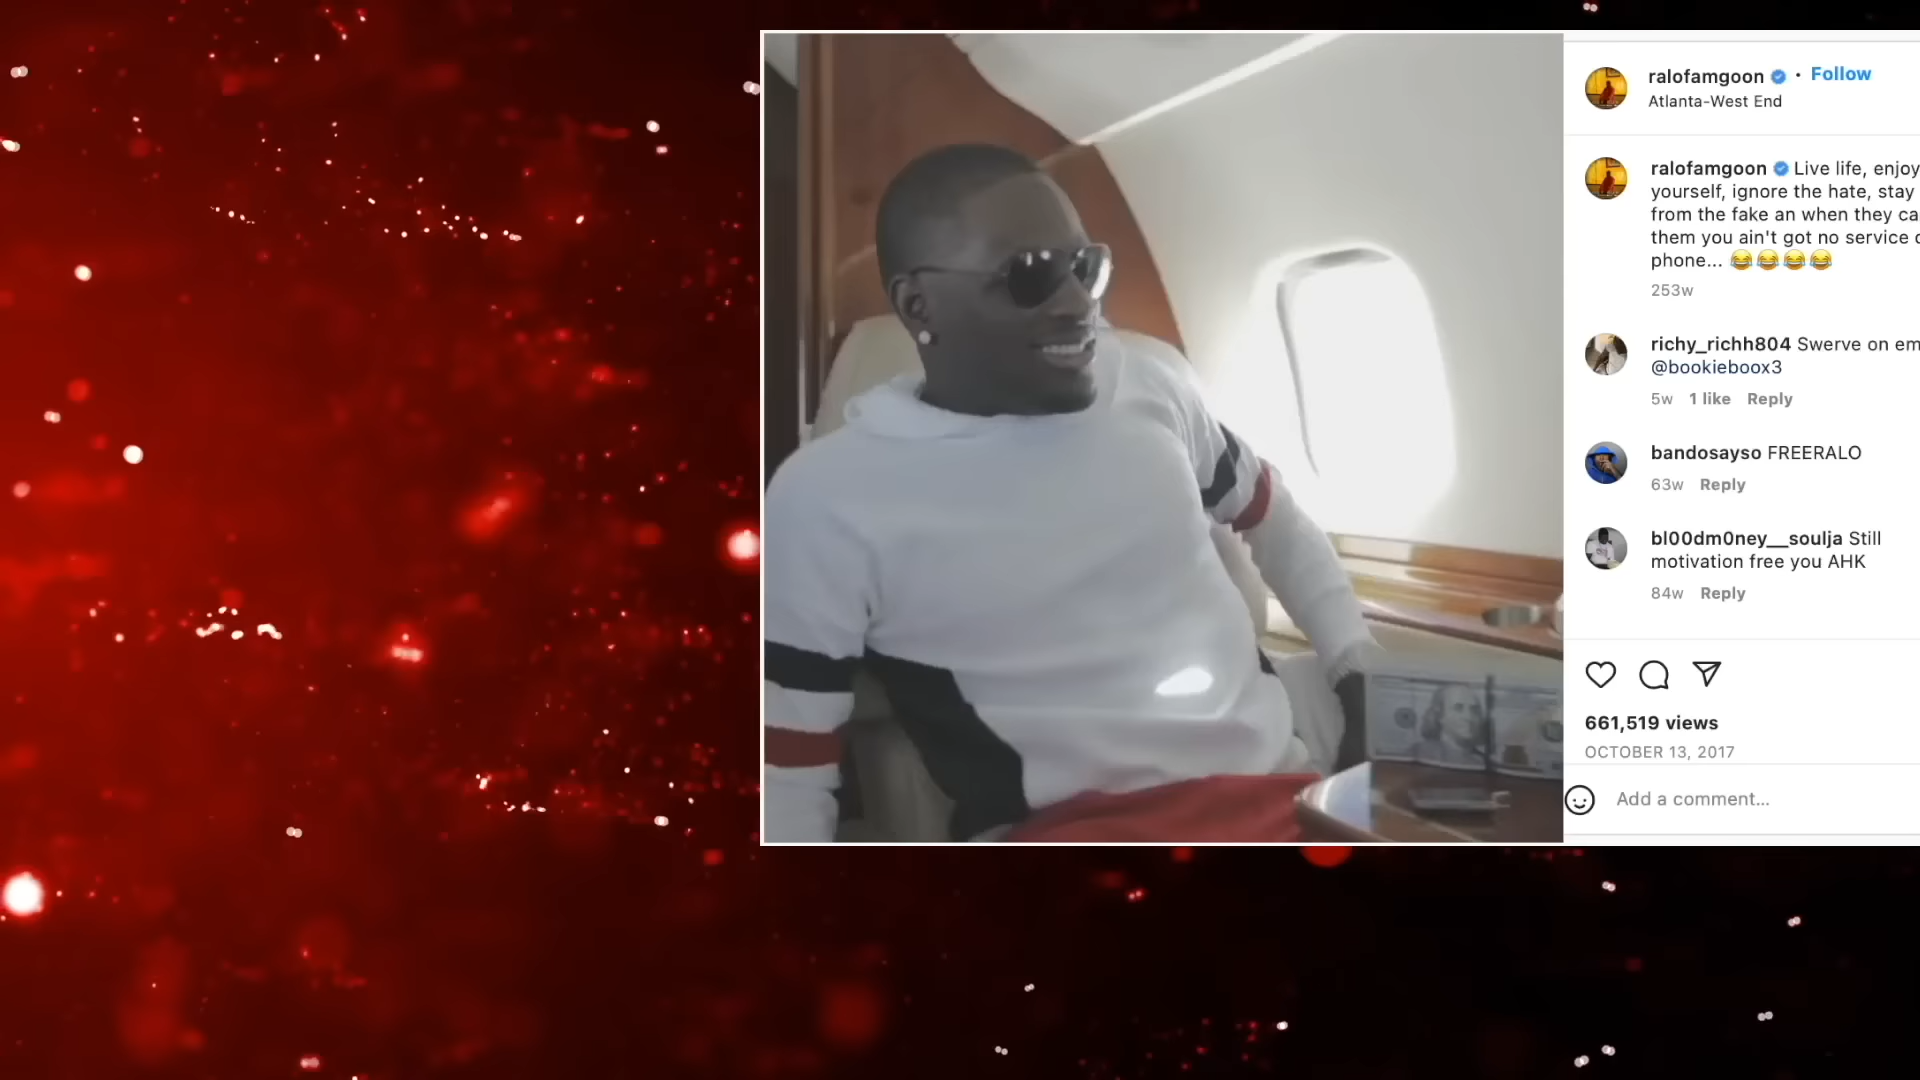 ralofamgoon • Follow
Atlanta-West End
ralofamgoon Live life, enjoy
yourself, ignore the hate, stay
from the fake an when they ca
them you ain't got no service
phone... 😂😂😂😂
253w
richy_richh804 Swerve on em
@bookieboox3
5w 1 like Reply
bandosayso FREERALO
63w Reply
bl00dm0ney__soulja Still
motivation free you AHK
84w Reply
661,519 views
OCTOBER 13, 2017
Add a comment...